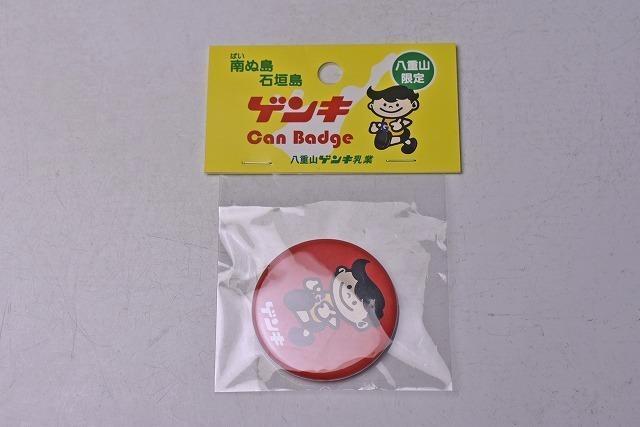 ぱい
南ぬ島
石垣島
八重山
限定
ゲンキ
Can Badge
八重山ゲンキ乳業
ゲンキ